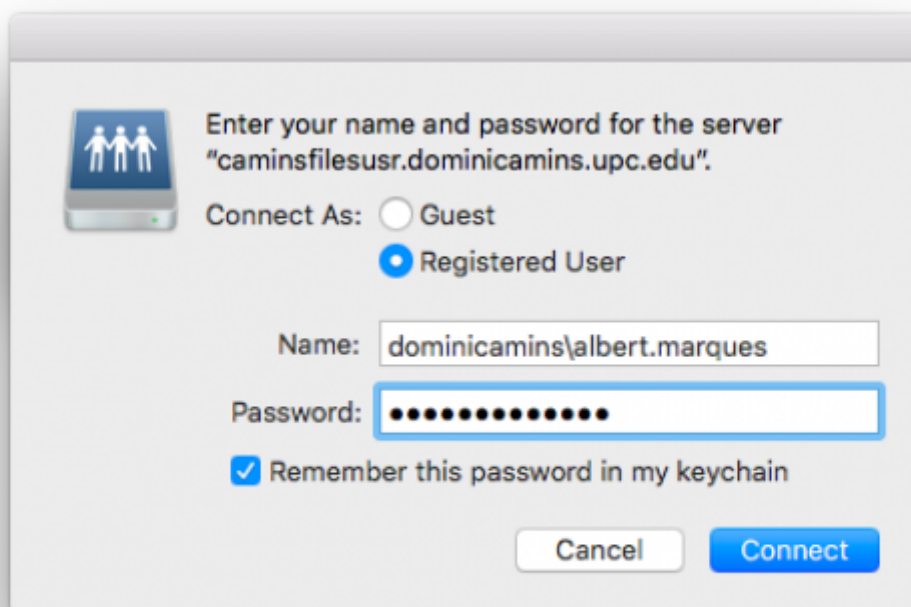 Enter your name and password for the server
“caminsfilesusr.dominicamins.upc.edu”.
Connect As: Guest
Registered User
Name: dominicamins\albert.marques
Password: •••••••••••••
Remember this password in my keychain
Cancel Connect